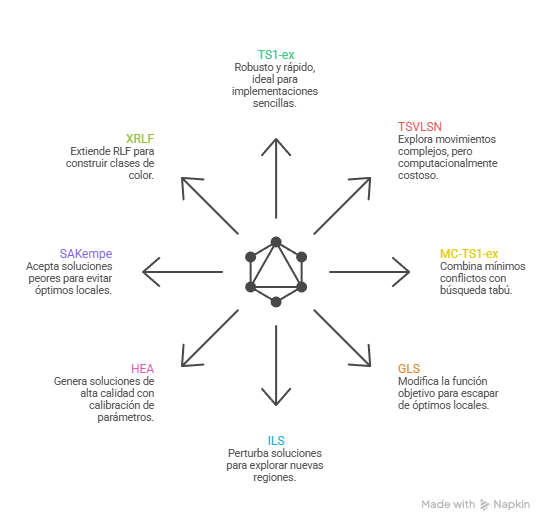 TS1-ex
Robusto y rápido,
ideal para
implementaciones
sencillas.
XRLF
Extiende RLF para
construir clases de
color.
TSVLSN
Explora movimientos
complejos, pero
computacionalmente
costoso.
SAKempe
Acepta soluciones
peores para evitar
óptimos locales.
MC-TS1-ex
Combina mínimos
conflictos con
búsqueda tabú.
HEA
Genera soluciones de
alta calidad con
calibración de
parámetros.
GLS
Modifica la función
objetivo para escapar
de óptimos locales.
ILS
Perturba soluciones
para explorar nuevas
regiones.
Made with Napkin